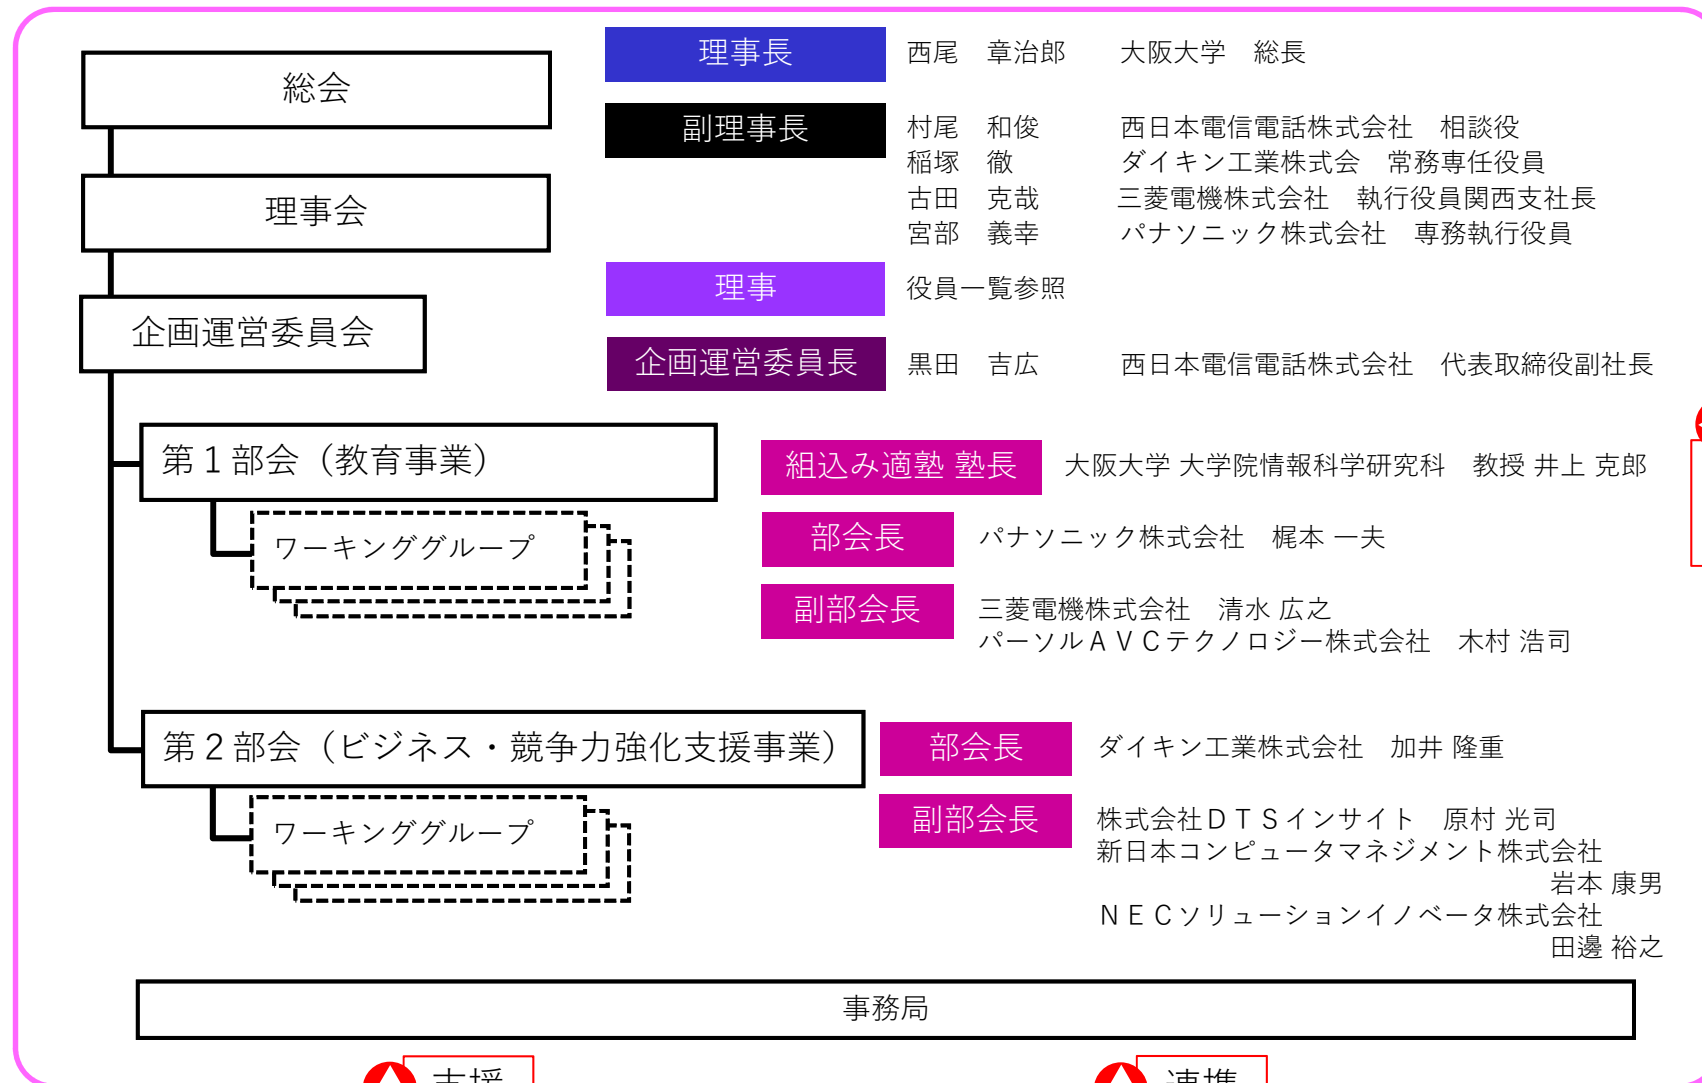 総会
理事会
企画運営委員会
理事長 西尾 章治郎 大阪大学 総長
副理事長 村尾 和俊 西日本電信電話株式会社 相談役
稲塚 徹 ダイキン工業株式会 常務専任役員
古田 克哉 三菱電機株式会社 執行役員関西支社長
宮部 義幸 パナソニック株式会社 専務執行役員
理事 役員一覧参照
企画運営委員長 黒田 吉広 西日本電信電話株式会社 代表取締役副社長
第１部会（教育事業）
ワーキンググループ
組込み適塾 塾長 大阪大学 大学院情報科学研究科 教授 井上 克郎
部会長 パナソニック株式会社 梶本 一夫
副部会長 三菱電機株式会社 清水 広之
パーソルＡＶＣテクノロジー株式会社 木村 浩司
第２部会（ビジネス・競争力強化支援事業）
ワーキンググループ
部会長 ダイキン工業株式会社 加井 隆重
副部会長 株式会社ＤＴＳインサイト 原村 光司
新日本コンピュータマネジメント株式会社
岩本 康男
ＮＥＣソリューションイノベータ株式会社
田邊 裕之
事務局
支援
連携